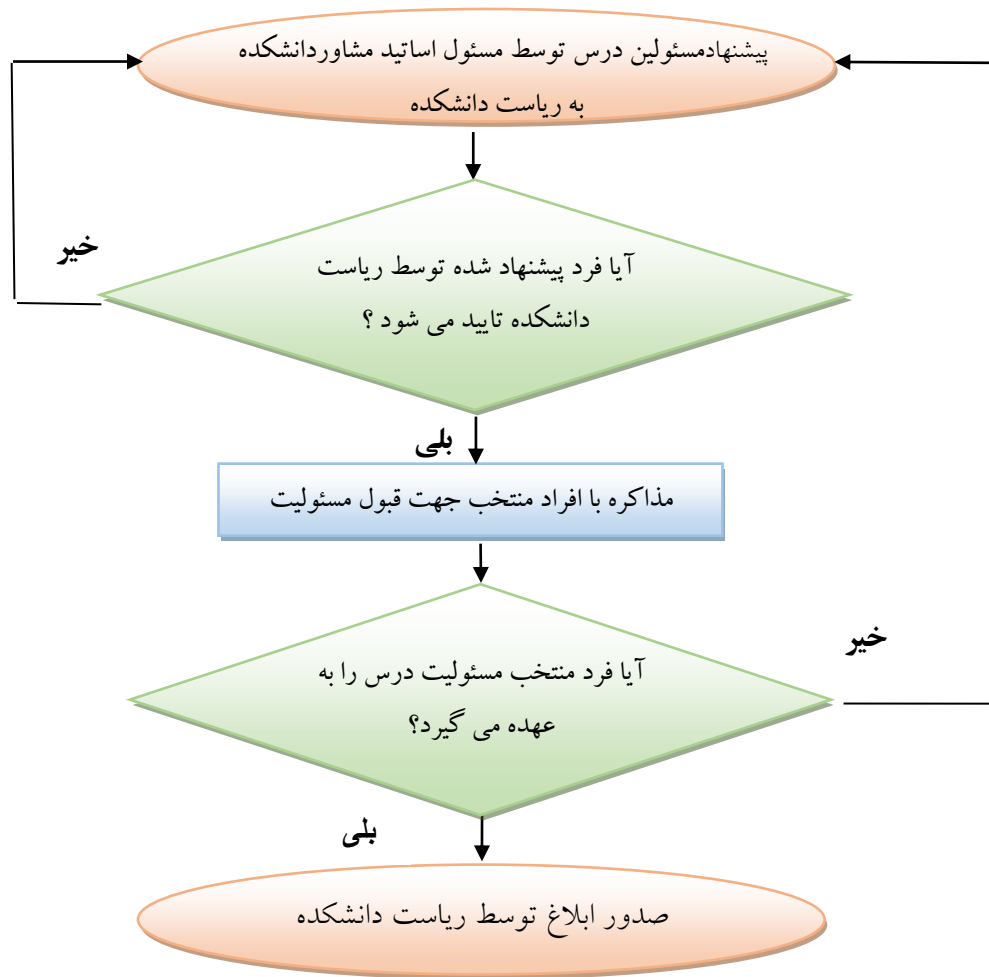 پیشنهادمسئولین درس توسط مسئول اساتید مشاوردانشکده
به ریاست دانشکده
آیا فرد پیشنهاد شده توسط ریاست
دانشکده تایید می شود ؟
خیر
بلی
مذاکره با افراد منتخب جهت قبول مسئولیت
آیا فرد منتخب مسئولیت درس را به
عهده می گیرد؟
خیر
بلی
صدور ابلاغ توسط ریاست دانشکده